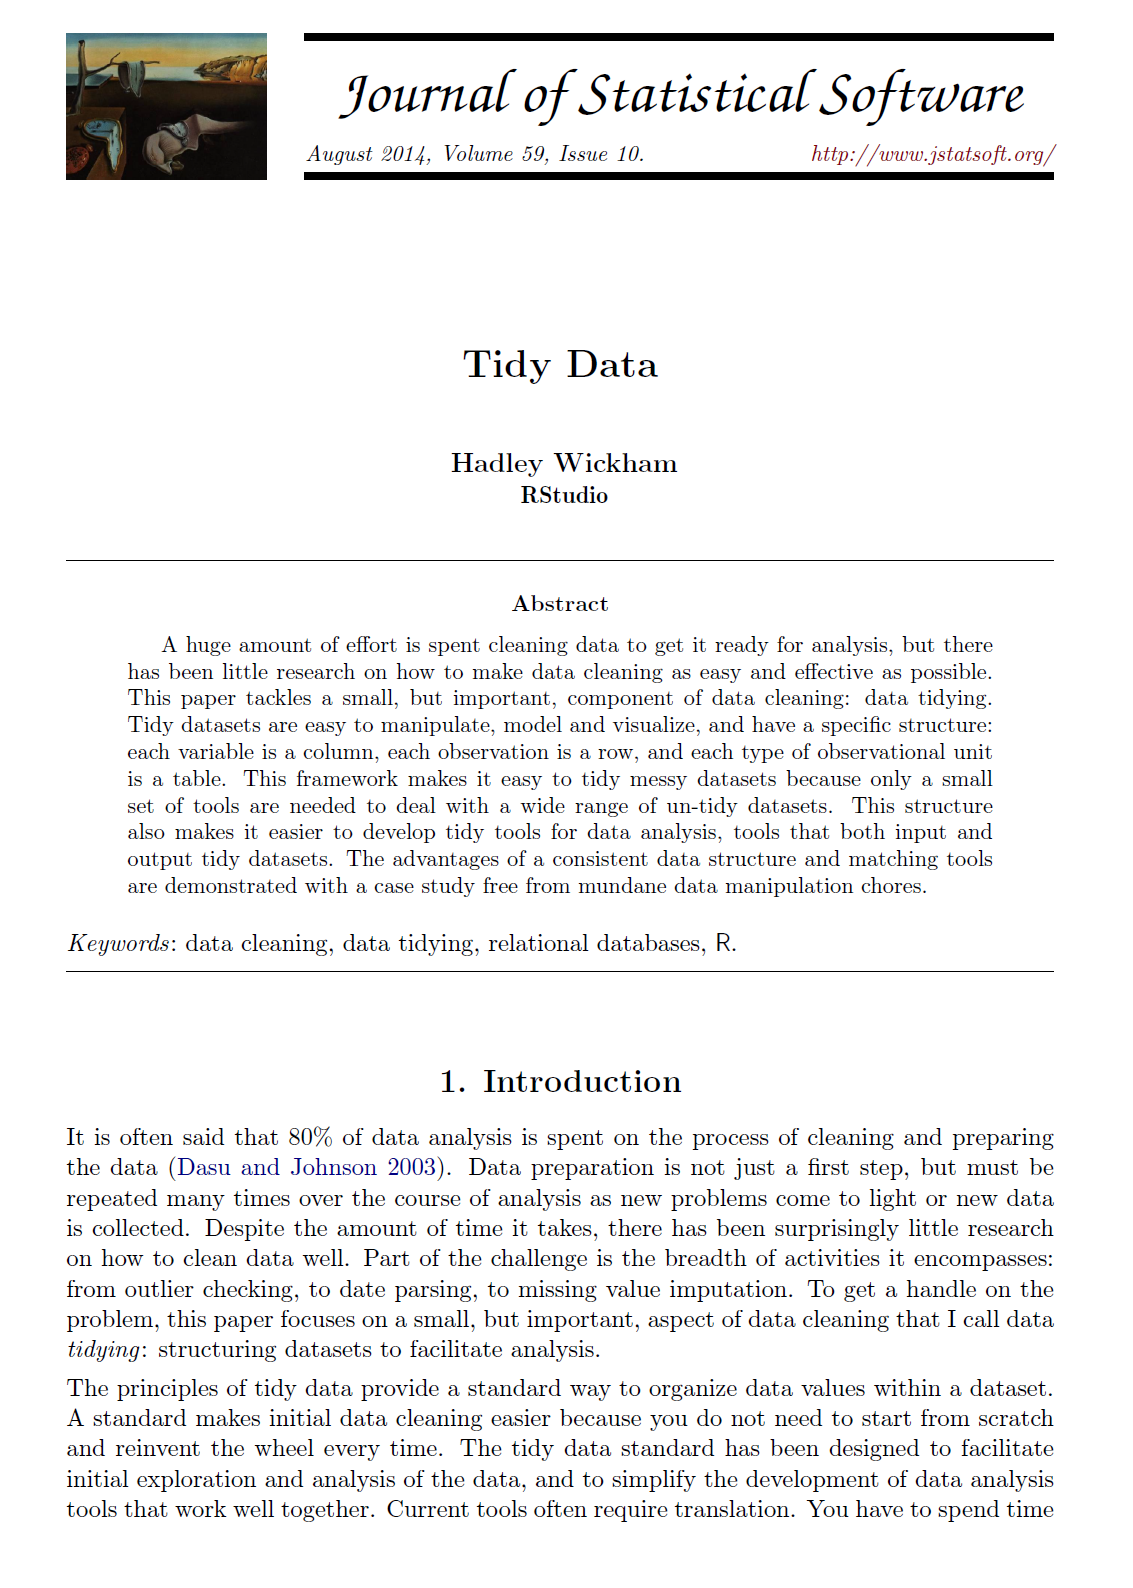 Journal of Statistical Software
August 2014, Volume 59, Issue 10.
http://www.jstatsoft.org/
Tidy Data
Hadley Wickham
RStudio
Abstract
A huge amount of effort is spent cleaning data to get it ready for analysis, but there
has been little research on how to make data cleaning as easy and effective as possible.
This paper tackles a small, but important, component of data cleaning: data tidying.
Tidy datasets are easy to manipulate, model and visualize, and have a specific structure:
each variable is a column, each observation is a row, and each type of observational unit
is a table. This framework makes it easy to tidy messy datasets because only a small
set of tools are needed to deal with a wide range of un-tidy datasets. This structure
also makes it easier to develop tidy tools for data analysis, tools that both input and
output tidy datasets. The advantages of a consistent data structure and matching tools
are demonstrated with a case study free from mundane data manipulation chores.
Keywords: data cleaning, data tidying, relational databases, R.
1. Introduction
It is often said that 80% of data analysis is spent on the process of cleaning and preparing
the data (Dasu and Johnson 2003). Data preparation is not just a first step, but must be
repeated many times over the course of analysis as new problems come to light or new data
is collected. Despite the amount of time it takes, there has been surprisingly little research
on how to clean data well. Part of the challenge is the breadth of activities it encompasses:
from outlier checking, to date parsing, to missing value imputation. To get a handle on the
problem, this paper focuses on a small, but important, aspect of data cleaning that I call data
tidying: structuring datasets to facilitate analysis.
The principles of tidy data provide a standard way to organize data values within a dataset.
A standard makes initial data cleaning easier because you do not need to start from scratch
and reinvent the wheel every time. The tidy data standard has been designed to facilitate
initial exploration and analysis of the data, and to simplify the development of data analysis
tools that work well together. Current tools often require translation. You have to spend time